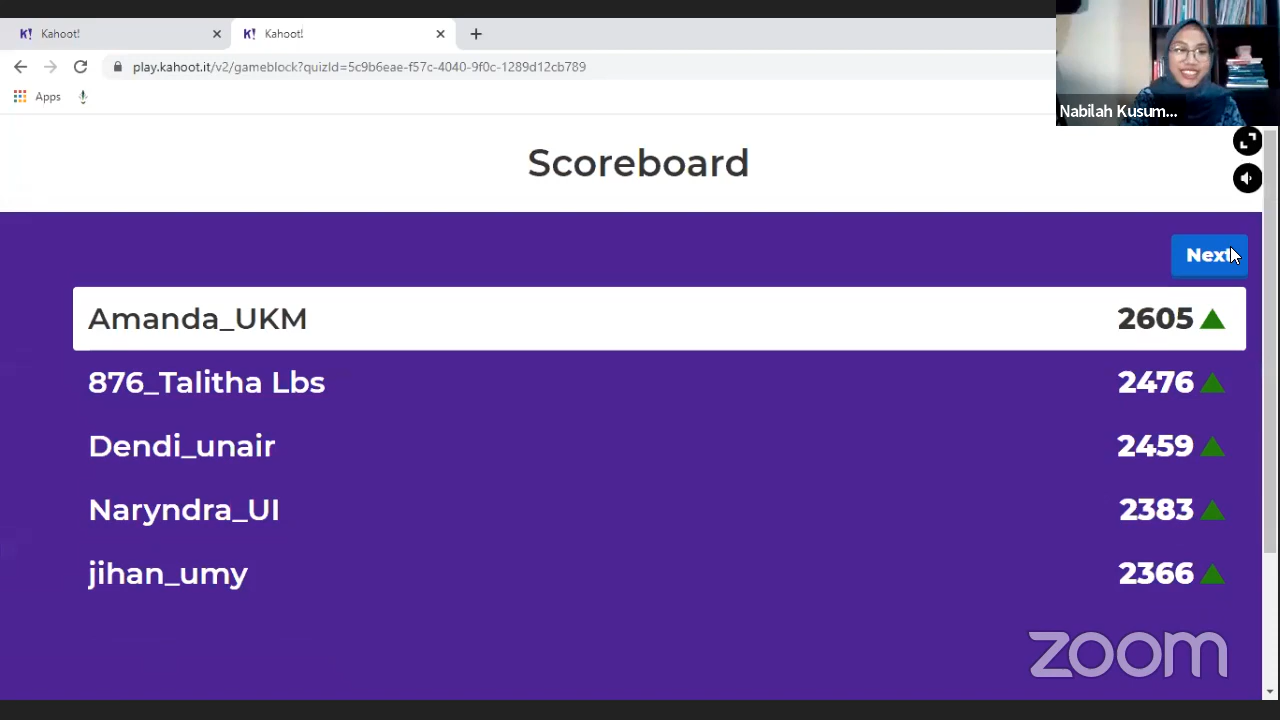 K! Kahoot! K! Kahoot!
play.kahoot.it/v2/gameblock?quizId=5c9b6eae-f57c-4040-9f0c-1289d12cb789
Apps
Nabilah Kusum...
Scoreboard
Next
Amanda_UKM 2605
876_Talitha Lbs 2476
Dendi_unair 2459
Naryndra_UI 2383
jihan_umy 2366
zoom